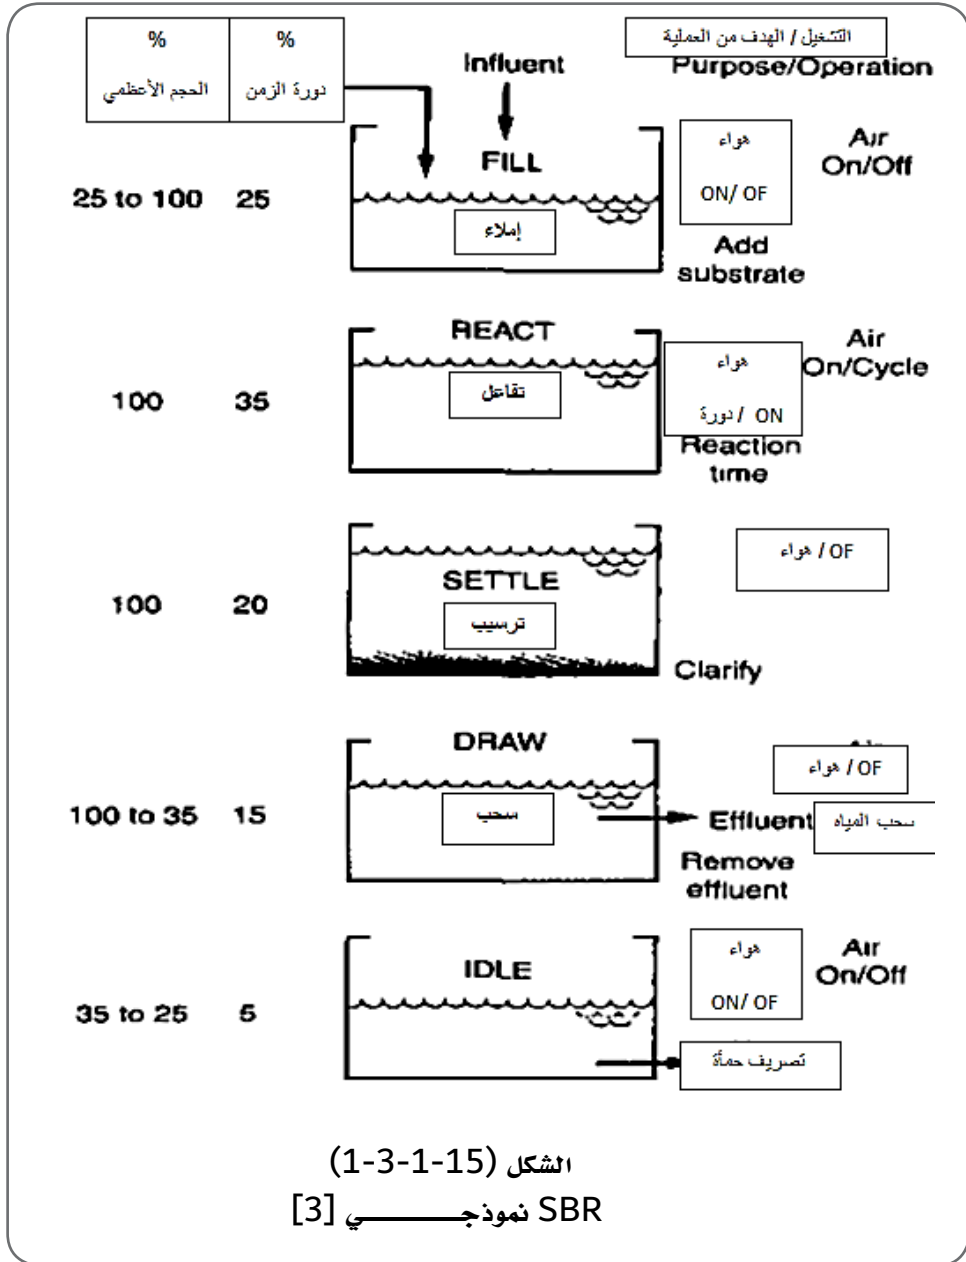 %
الحجم الأعظمي
%
دورة الزمن
Influent
التشغيل / الهدف من العملية
Purpose/Operation
FILL
إملاء
25 to 100
25
هواء
ON/ OF
Air
On/Off
Add
substrate
REACT
تفاعل
100
35
هواء
ON / دورة
Air
On/Cycle
Reaction
time
SETTLE
ترسيب
100
20
OF / هواء
Clarify
DRAW
سحب
100 to 35
15
OF / هواء
Effluent
سحب المياه
Remove
effluent
IDLE
35 to 25
5
هواء
ON/ OF
Air
On/Off
تصريف حمأة
الشكل (15-1-3-1)
SBR نموذجـــــــــي [3]